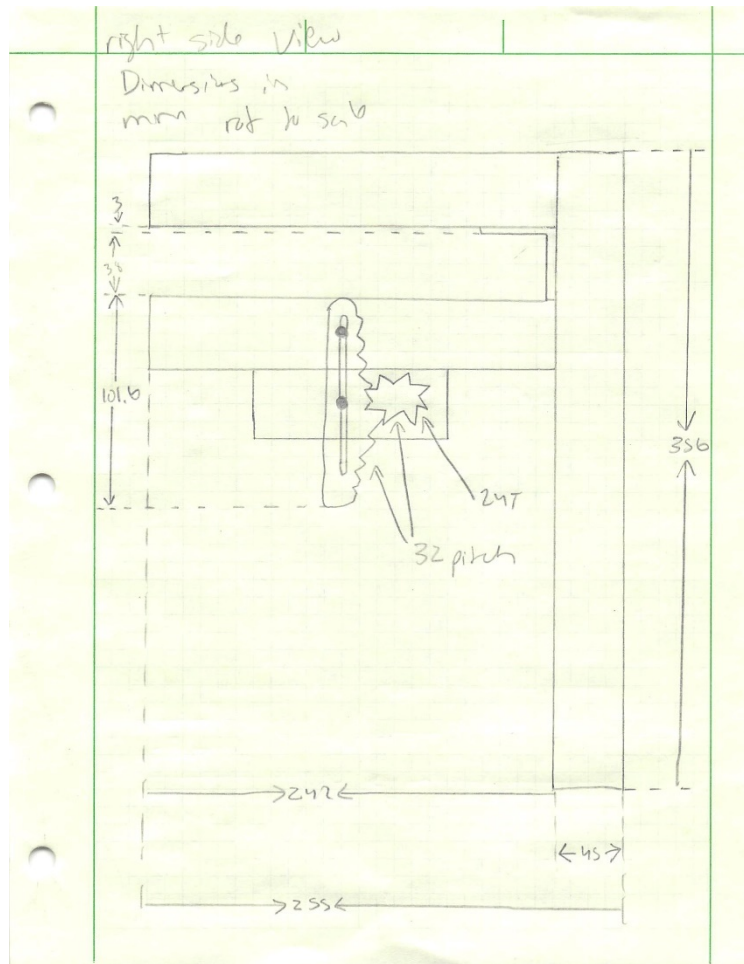 right side view
Dimensions in
mm not to scale
3
38
101.6
356
24T
32 pitch
242
45
255